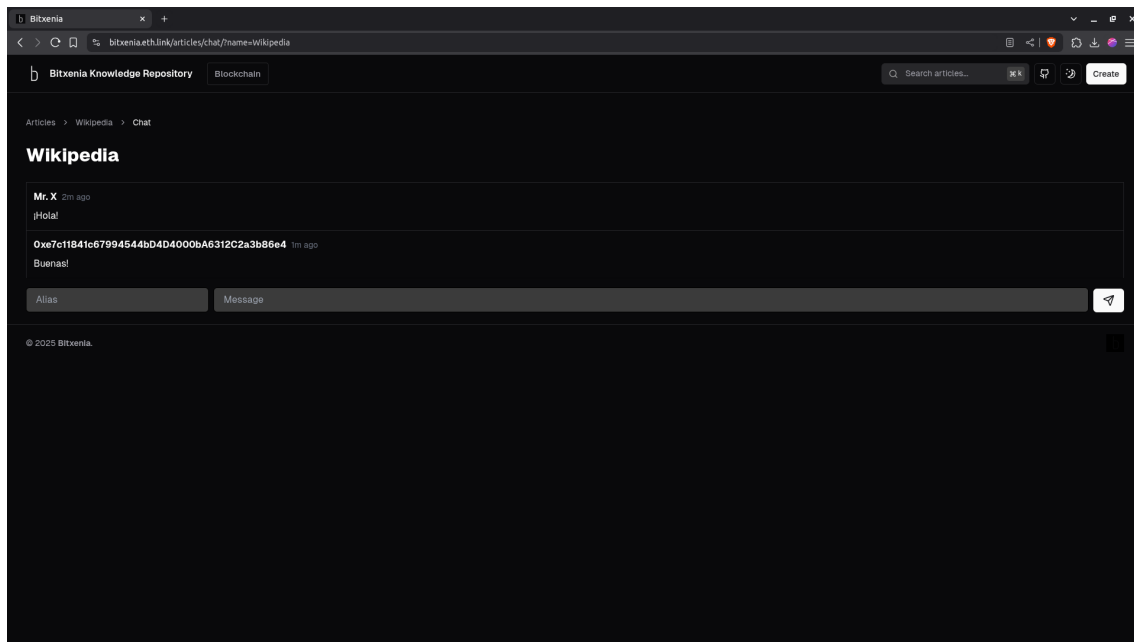 Bitxenia
bitxenia.eth.link/articles/chat/?name=Wikipedia
b Bitxenia Knowledge Repository Blockchain Search articles... ⌘ k Create
Articles > Wikipedia > Chat
Wikipedia
Mr. X 2m ago
¡Hola!
0xe7c11841c67994544bD4D4000bA6312C2a3b86e4 1m ago
Buenas!
Alias Message
© 2025 Bitxenia.